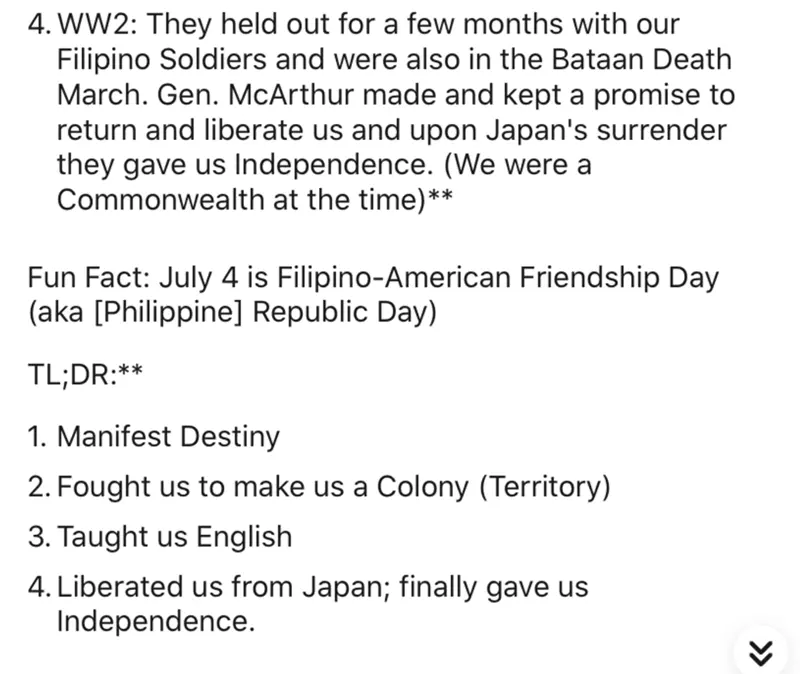 4. WW2: They held out for a few months with our
Filipino Soldiers and were also in the Bataan Death
March. Gen. McArthur made and kept a promise to
return and liberate us and upon Japan's surrender
they gave us Independence. (We were a
Commonwealth at the time)**
Fun Fact: July 4 is Filipino-American Friendship Day
(aka [Philippine] Republic Day)
TL;DR:**
1. Manifest Destiny
2. Fought us to make us a Colony (Territory)
3. Taught us English
4. Liberated us from Japan; finally gave us
Independence.